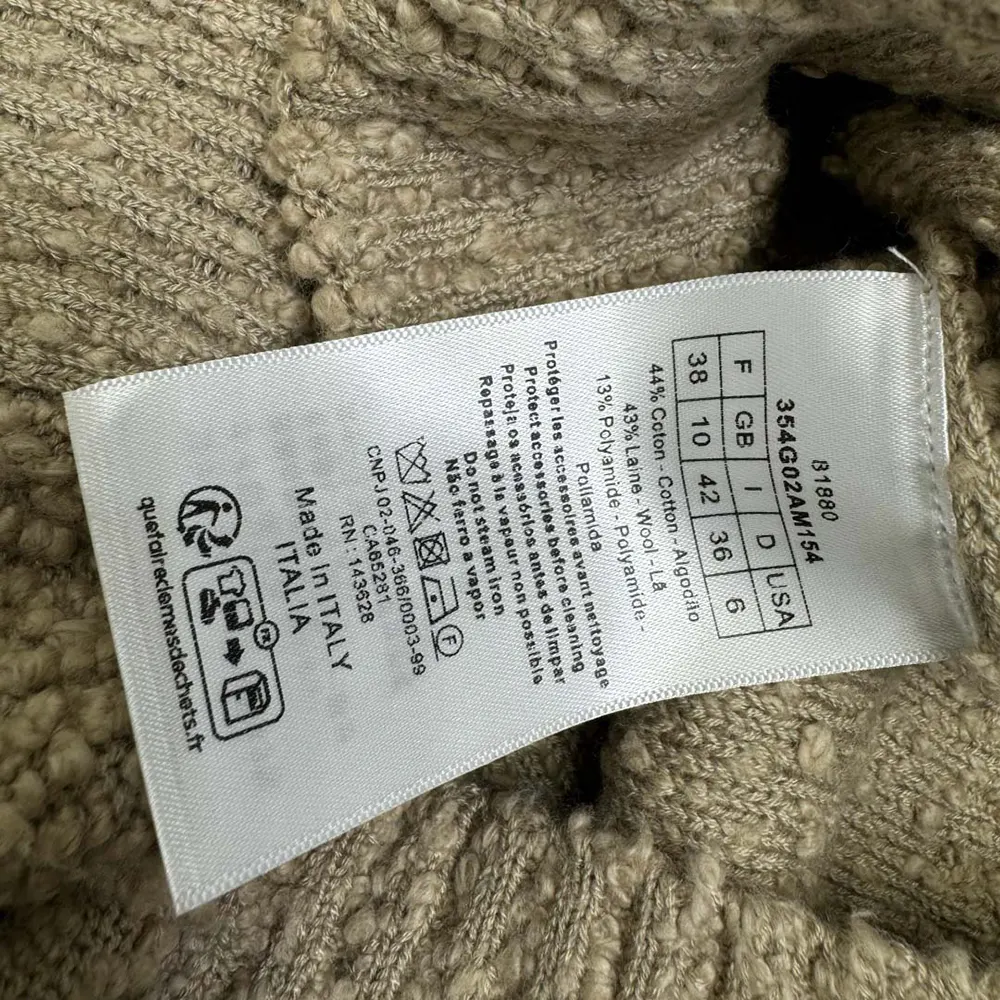 81880
354G02AM154
F GB I D USA
38 10 42 36 6
44% Coton - Cotton - Algodão
43% Laine - Wool - Lã
13% Polyamide - Polyamide -
Poliamida
Protéger les accessoires avant nettoyage
Protect accessories before cleaning
Proteja os acessórios antes de limpar
Repassage à la vapeur non possible
Do not steam iron
Não ferro a vapor
F
CNPJ 02-046-366/0003-99
CA65281
RN : 143628
Made in ITALY
ITALIA
FR
quefairedemesdechets.fr